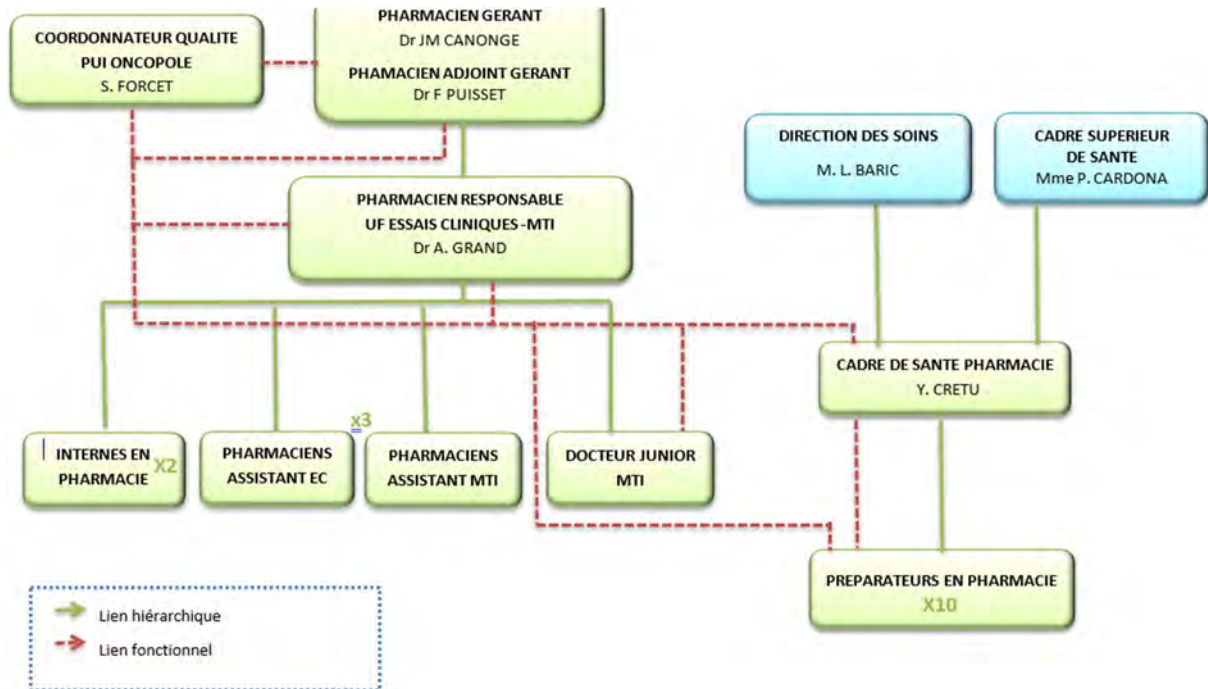 COORDONNATEUR QUALITE
PUI ONCOPOLE
S. FORCET
PHARMACIEN GERANT
Dr JM CANONGE
PHAMACIEN ADJOINT GERANT
Dr F PUISSET
DIRECTION DES SOINS
M. L. BARIC
CADRE SUPERIEUR
DE SANTE
Mme P. CARDONA
PHARMACIEN RESPONSABLE
UF ESSAIS CLINIQUES -MTI
Dr A. GRAND
CADRE DE SANTE PHARMACIE
Y. CRETU
INTERNES EN
PHARMACIE X2
PHARMACIENS
ASSISTANT EC
x3
PHARMACIENS
ASSISTANT MTI
DOCTEUR JUNIOR
MTI
PREPARATEURS EN PHARMACIE
X10
Lien hiérarchique
Lien fonctionnel